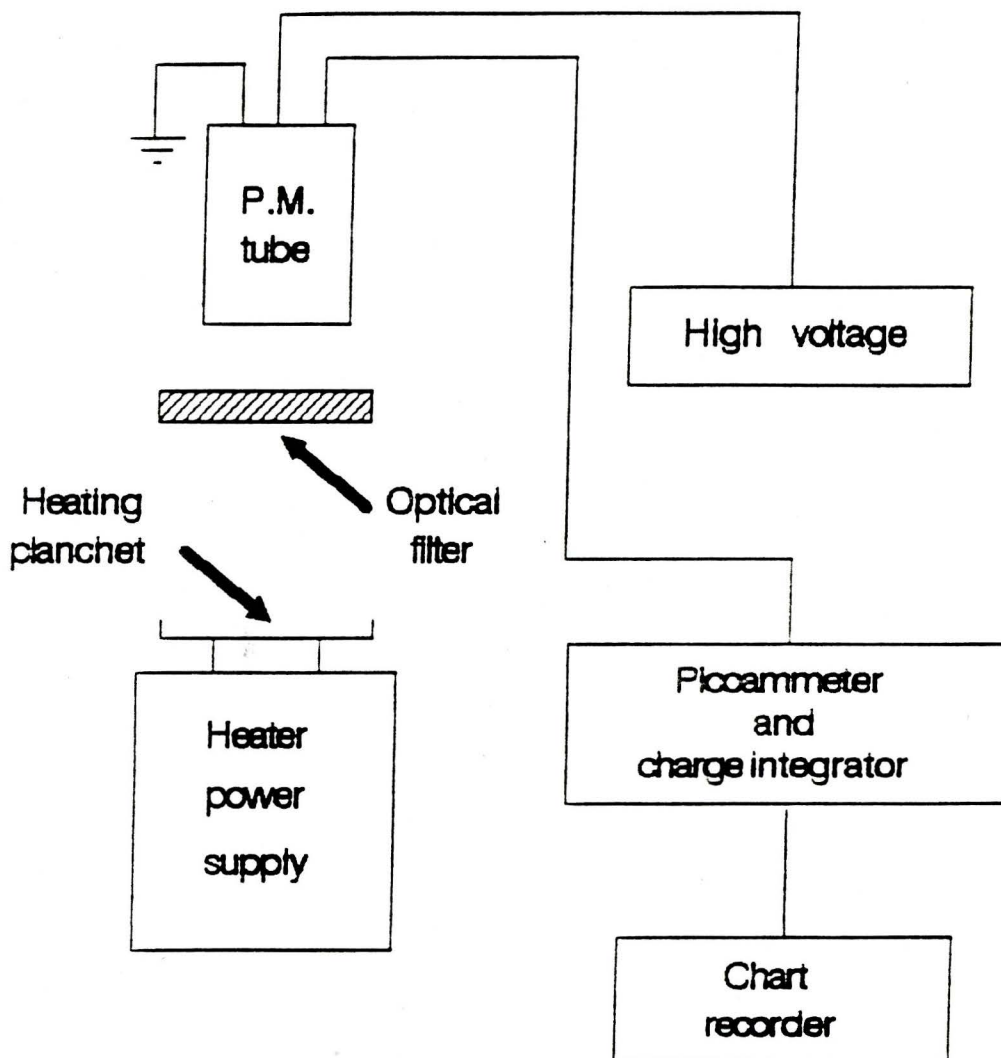 P.M.
tube
High voltage
Heating
planchet
Optical
filter
Heater
power
supply
Piccammeter
and
charge integrator
Chart
recorder